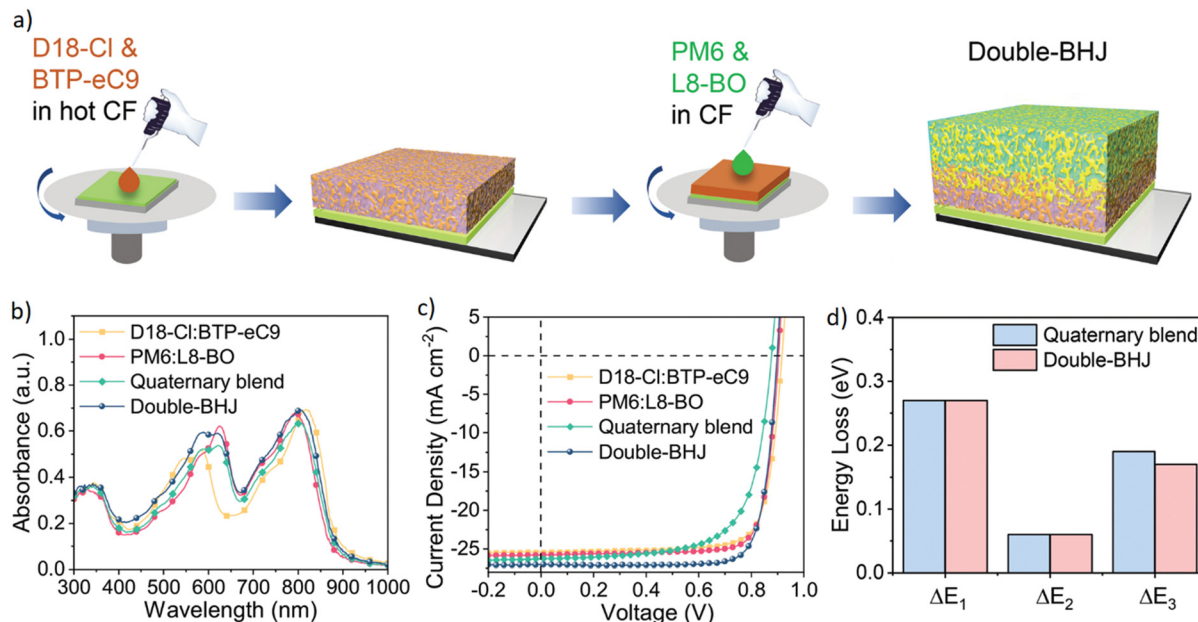 a)
D18-Cl &
BTP-eC9
in hot CF
PM6 &
L8-BO
in CF
Double-BHJ
b)
1.0
0.8
0.6
0.4
0.2
0.0
Absorbance (a.u.)
D18-Cl:BTP-eC9
PM6:L8-BO
Quaternary blend
Double-BHJ
300 400 500 600 700 800 900 1000
Wavelength (nm)
c)
5
0
-5
-10
-15
-20
-25
Current Density (mA cm⁻²)
D18-Cl:BTP-eC9
PM6:L8-BO
Quaternary blend
Double-BHJ
-0.2 0.0 0.2 0.4 0.6 0.8 1.0
Voltage (V)
d)
0.4
0.3
0.2
0.1
0.0
Energy Loss (eV)
Quaternary blend
Double-BHJ
ΔE₁ ΔE₂ ΔE₃